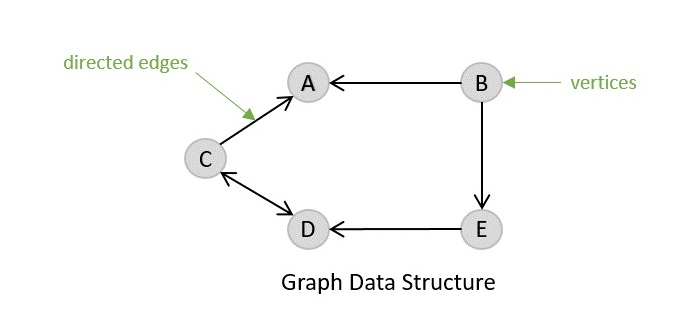 directed edges
A
B
vertices
C
D
E
Graph Data Structure